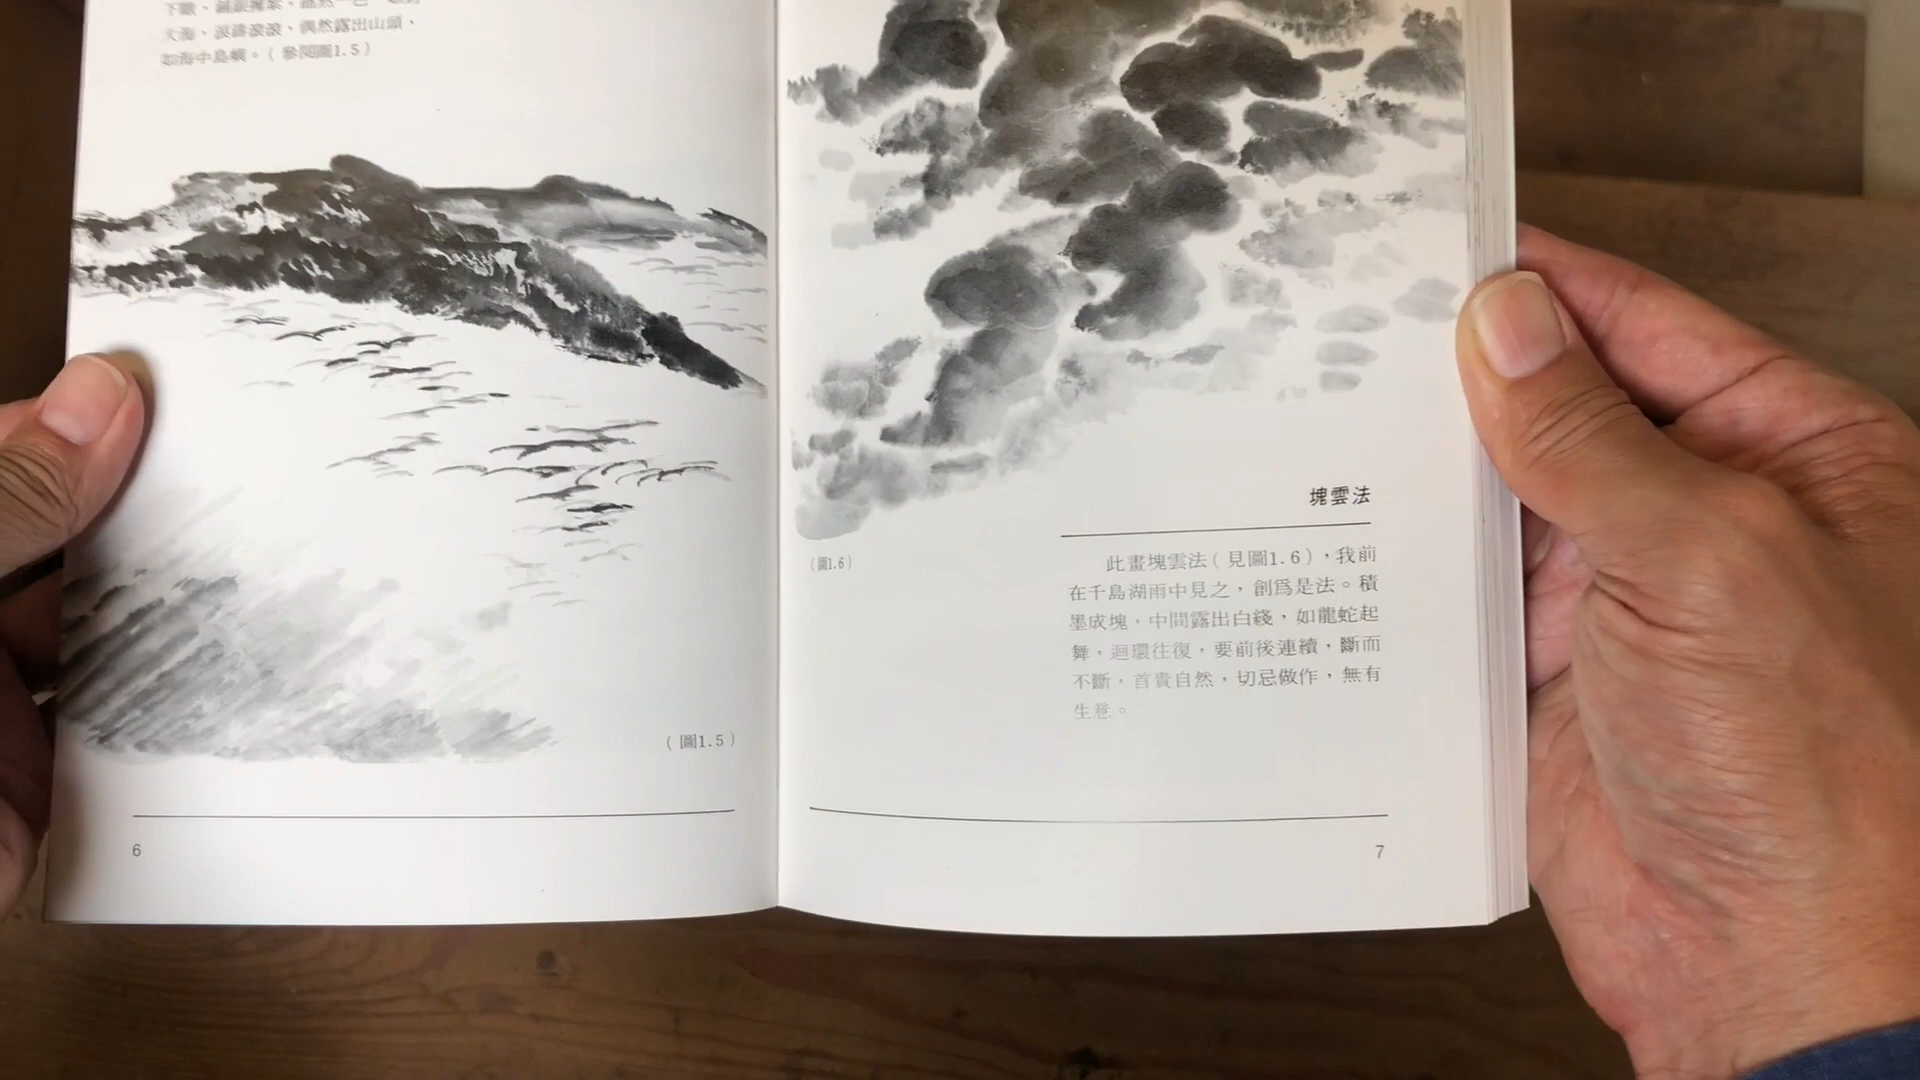 大海、浪濤滾滾、偶然露出山頭，
如海中島嶼。（參閱圖1.5）
（圖1.5）
6
（圖1.6）
塊雲法
此畫塊雲法（見圖1.6），我前
在千島湖雨中見之，創爲是法。積
墨成塊，中間露出白綫，如龍蛇起
舞，迴環往復，要前後連續，斷而
不斷，首貴自然，切忌做作，無有
生意。
7